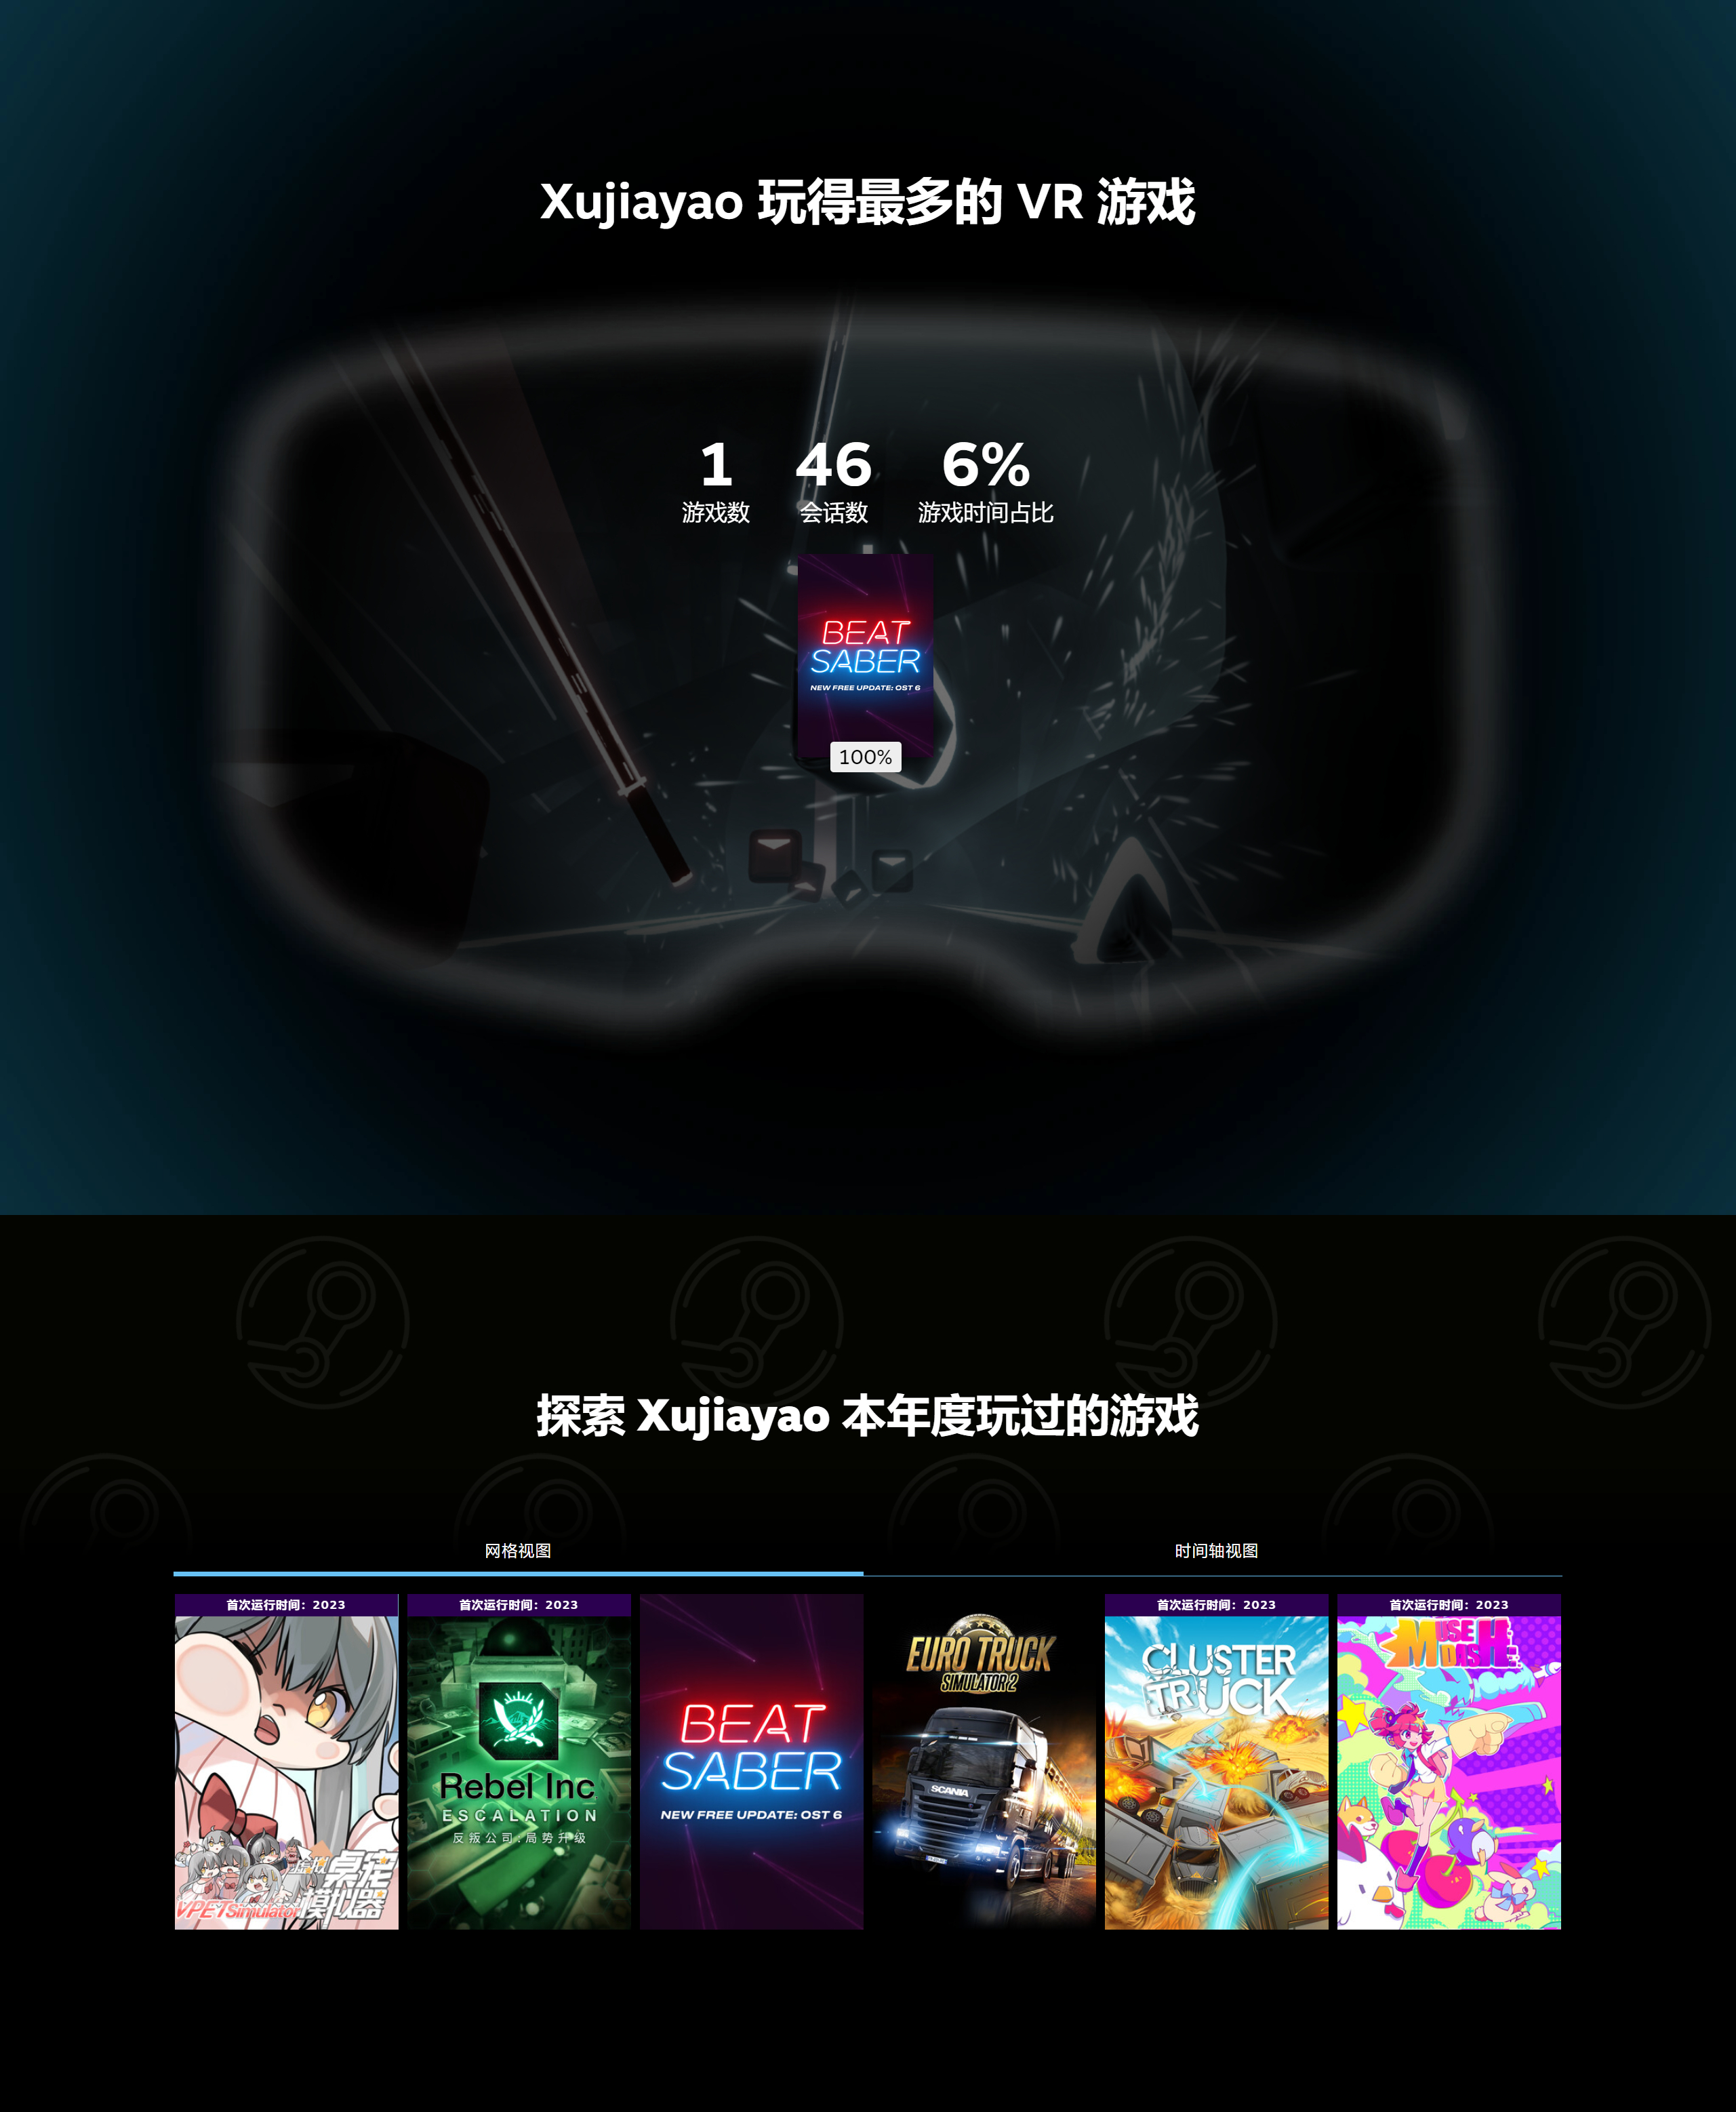 Xujiayao 玩得最多的 VR 游戏
1 46 6%
游戏数 会话数 游戏时间占比
BEAT
SABER
NEW FREE UPDATE: OST 6
100%
探索 Xujiayao 本年度玩过的游戏
网格视图 时间轴视图
首次运行时间：2023
虚拟桌宠
模拟器
VPETSimulator
首次运行时间：2023
Rebel Inc
ESCALATION
反叛公司:局势升级
BEAT
SABER
NEW FREE UPDATE: OST 6
EURO TRUCK
SIMULATOR 2
SCANIA
首次运行时间：2023
CLUSTER
TRUCK
首次运行时间：2023
MUSE
DASH